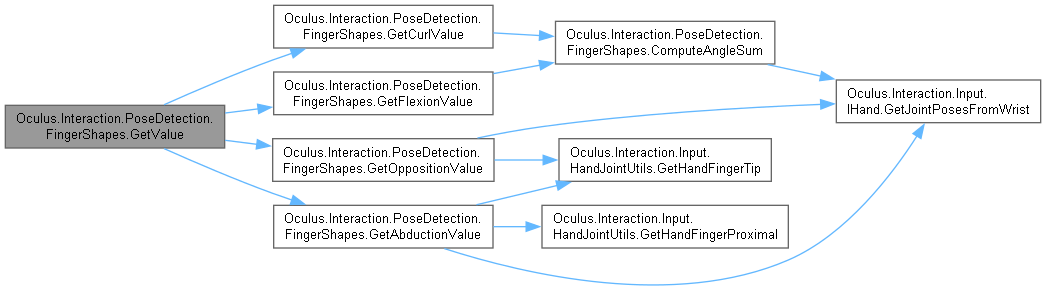 Oculus.Interaction.PoseDetection.
FingerShapes.GetValue
Oculus.Interaction.PoseDetection.
FingerShapes.GetCurlValue
Oculus.Interaction.PoseDetection.
FingerShapes.GetFlexionValue
Oculus.Interaction.PoseDetection.
FingerShapes.GetOppositionValue
Oculus.Interaction.PoseDetection.
FingerShapes.GetAbductionValue
Oculus.Interaction.PoseDetection.
FingerShapes.ComputeAngleSum
Oculus.Interaction.Input.
HandJointUtils.GetHandFingerTip
Oculus.Interaction.Input.
HandJointUtils.GetHandFingerProximal
Oculus.Interaction.Input.
IHand.GetJointPosesFromWrist